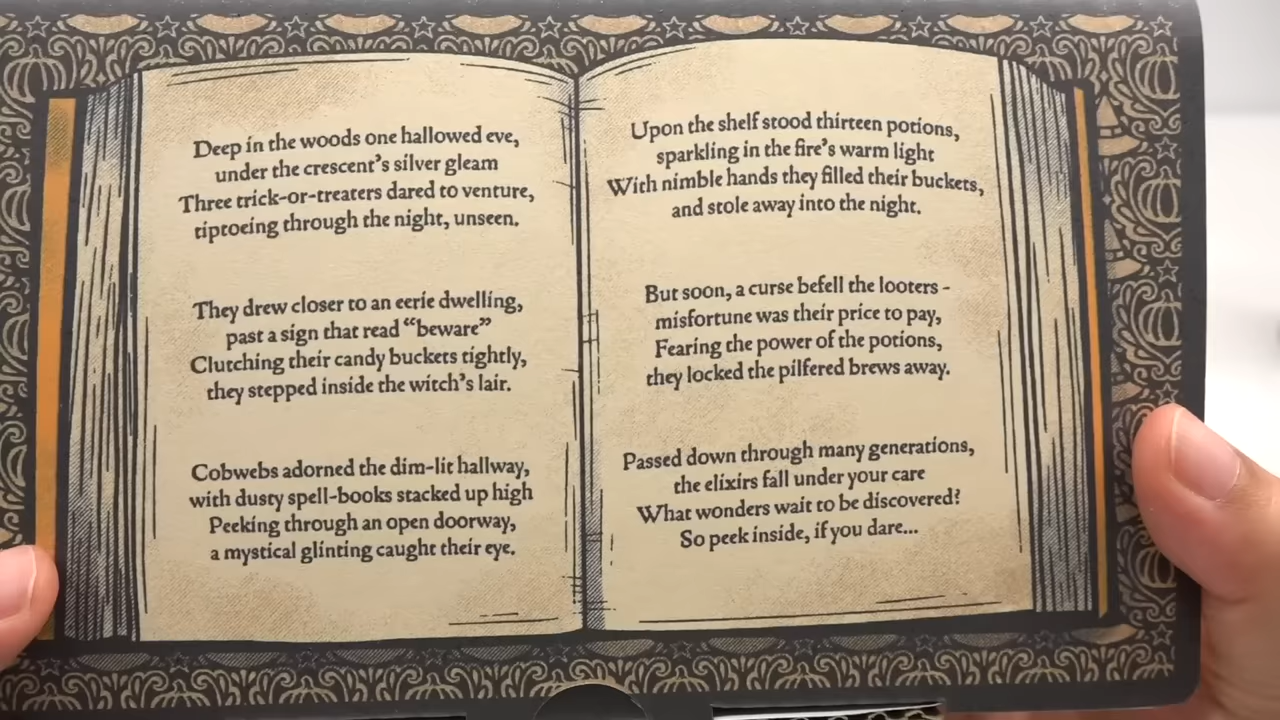 Deep in the woods one hallowed eve,
under the crescent's silver gleam
Three trick-or-treaters dared to venture,
tiptoeing through the night, unseen.
They drew closer to an eerie dwelling,
past a sign that read “beware”
Clutching their candy buckets tightly,
they stepped inside the witch's lair.
Cobwebs adorned the dim-lit hallway,
with dusty spell-books stacked up high
Peeking through an open doorway,
a mystical glinting caught their eye.
Upon the shelf stood thirteen potions,
sparkling in the fire's warm light
With nimble hands they filled their buckets,
and stole away into the night.
But soon, a curse befell the looters -
misfortune was their price to pay,
Fearing the power of the potions,
they locked the pilfered brews away.
Passed down through many generations,
the elixirs fall under your care
What wonders wait to be discovered?
So peek inside, if you dare...